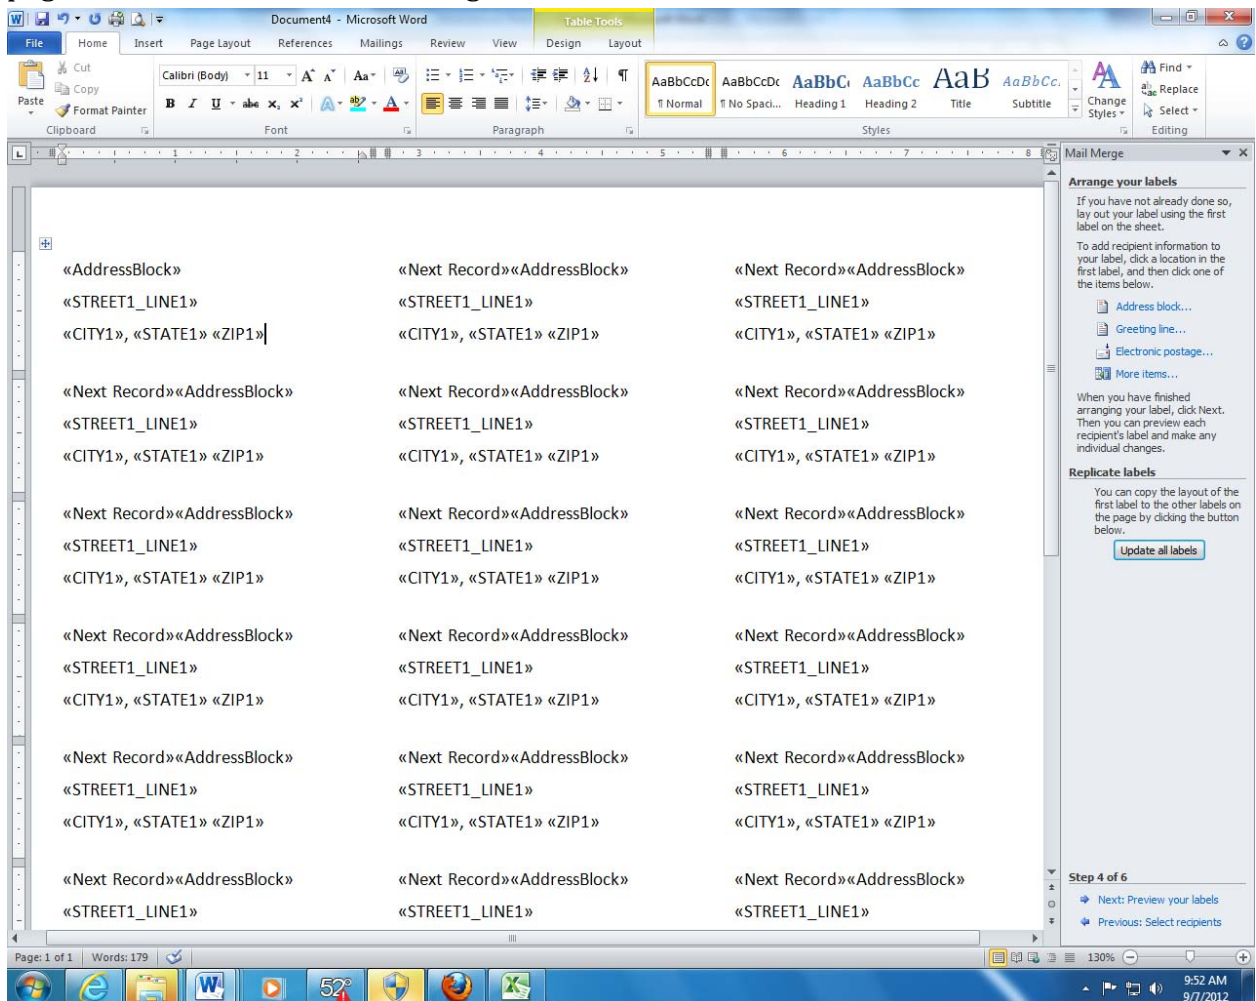 Document4 - Microsoft Word
Table Tools
File Home Insert Page Layout References Mailings Review View Design Layout
Paste
Cut
Copy
Format Painter
Clipboard
Calibri (Body) 11
Font
Paragraph
AaBbCcDc AaBbCcDc AaBbC AaBbCc AaB AaBbCc.
¶ Normal ¶ No Spaci... Heading 1 Heading 2 Title Subtitle
Change Styles
Styles
Find
Replace
Select
Editing
1 2 3 4 5 6 7 8
«AddressBlock» «Next Record»«AddressBlock» «Next Record»«AddressBlock»
«STREET1_LINE1» «STREET1_LINE1» «STREET1_LINE1»
«CITY1», «STATE1» «ZIP1» «CITY1», «STATE1» «ZIP1» «CITY1», «STATE1» «ZIP1»
«Next Record»«AddressBlock» «Next Record»«AddressBlock» «Next Record»«AddressBlock»
«STREET1_LINE1» «STREET1_LINE1» «STREET1_LINE1»
«CITY1», «STATE1» «ZIP1» «CITY1», «STATE1» «ZIP1» «CITY1», «STATE1» «ZIP1»
«Next Record»«AddressBlock» «Next Record»«AddressBlock» «Next Record»«AddressBlock»
«STREET1_LINE1» «STREET1_LINE1» «STREET1_LINE1»
«CITY1», «STATE1» «ZIP1» «CITY1», «STATE1» «ZIP1» «CITY1», «STATE1» «ZIP1»
«Next Record»«AddressBlock» «Next Record»«AddressBlock» «Next Record»«AddressBlock»
«STREET1_LINE1» «STREET1_LINE1» «STREET1_LINE1»
«CITY1», «STATE1» «ZIP1» «CITY1», «STATE1» «ZIP1» «CITY1», «STATE1» «ZIP1»
«Next Record»«AddressBlock» «Next Record»«AddressBlock» «Next Record»«AddressBlock»
«STREET1_LINE1» «STREET1_LINE1» «STREET1_LINE1»
«CITY1», «STATE1» «ZIP1» «CITY1», «STATE1» «ZIP1» «CITY1», «STATE1» «ZIP1»
«Next Record»«AddressBlock» «Next Record»«AddressBlock» «Next Record»«AddressBlock»
«STREET1_LINE1» «STREET1_LINE1» «STREET1_LINE1»
Mail Merge
Arrange your labels
If you have not already done so,
lay out your label using the first
label on the sheet.
To add recipient information to
your label, click a location in the
first label, and then click one of
the items below.
Address block...
Greeting line...
Electronic postage...
More items...
When you have finished
arranging your label, click Next.
Then you can preview each
recipient's label and make any
individual changes.
Replicate labels
You can copy the layout of the
first label to the other labels on
the page by clicking the button
below.
Update all labels
Step 4 of 6
Next: Preview your labels
Previous: Select recipients
Page: 1 of 1 Words: 179 130%
52°
9:52 AM
9/7/2012